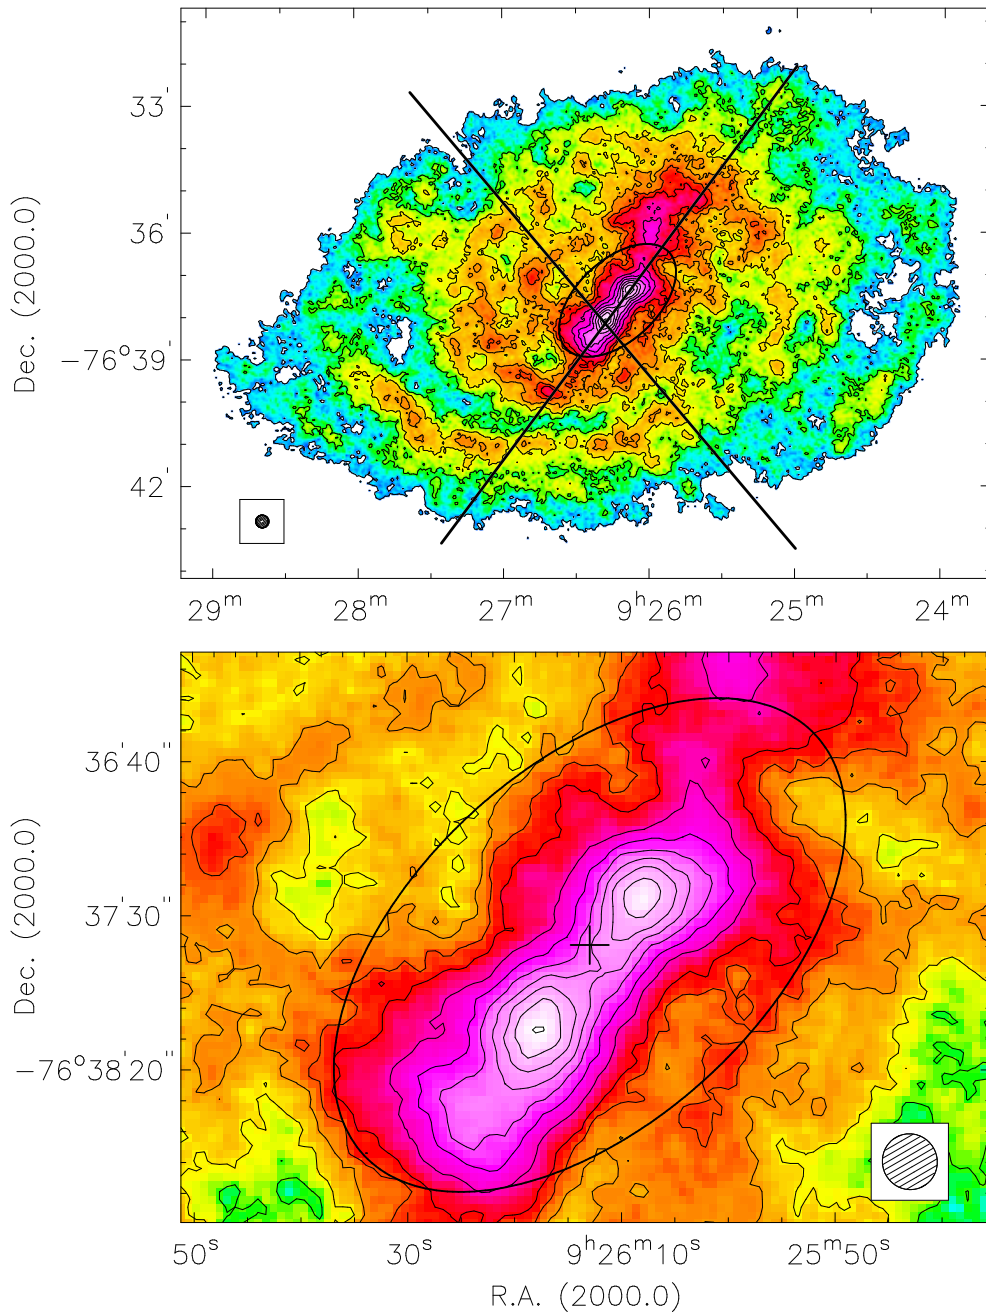 33'
36'
−76°39'
42'
Dec. (2000.0)
29ᵐ 28ᵐ 27ᵐ 9ʰ26ᵐ 25ᵐ 24ᵐ
36'40"
37'30"
−76°38'20"
Dec. (2000.0)
50ˢ 30ˢ 9ʰ26ᵐ10ˢ 25ᵐ50ˢ
R.A. (2000.0)